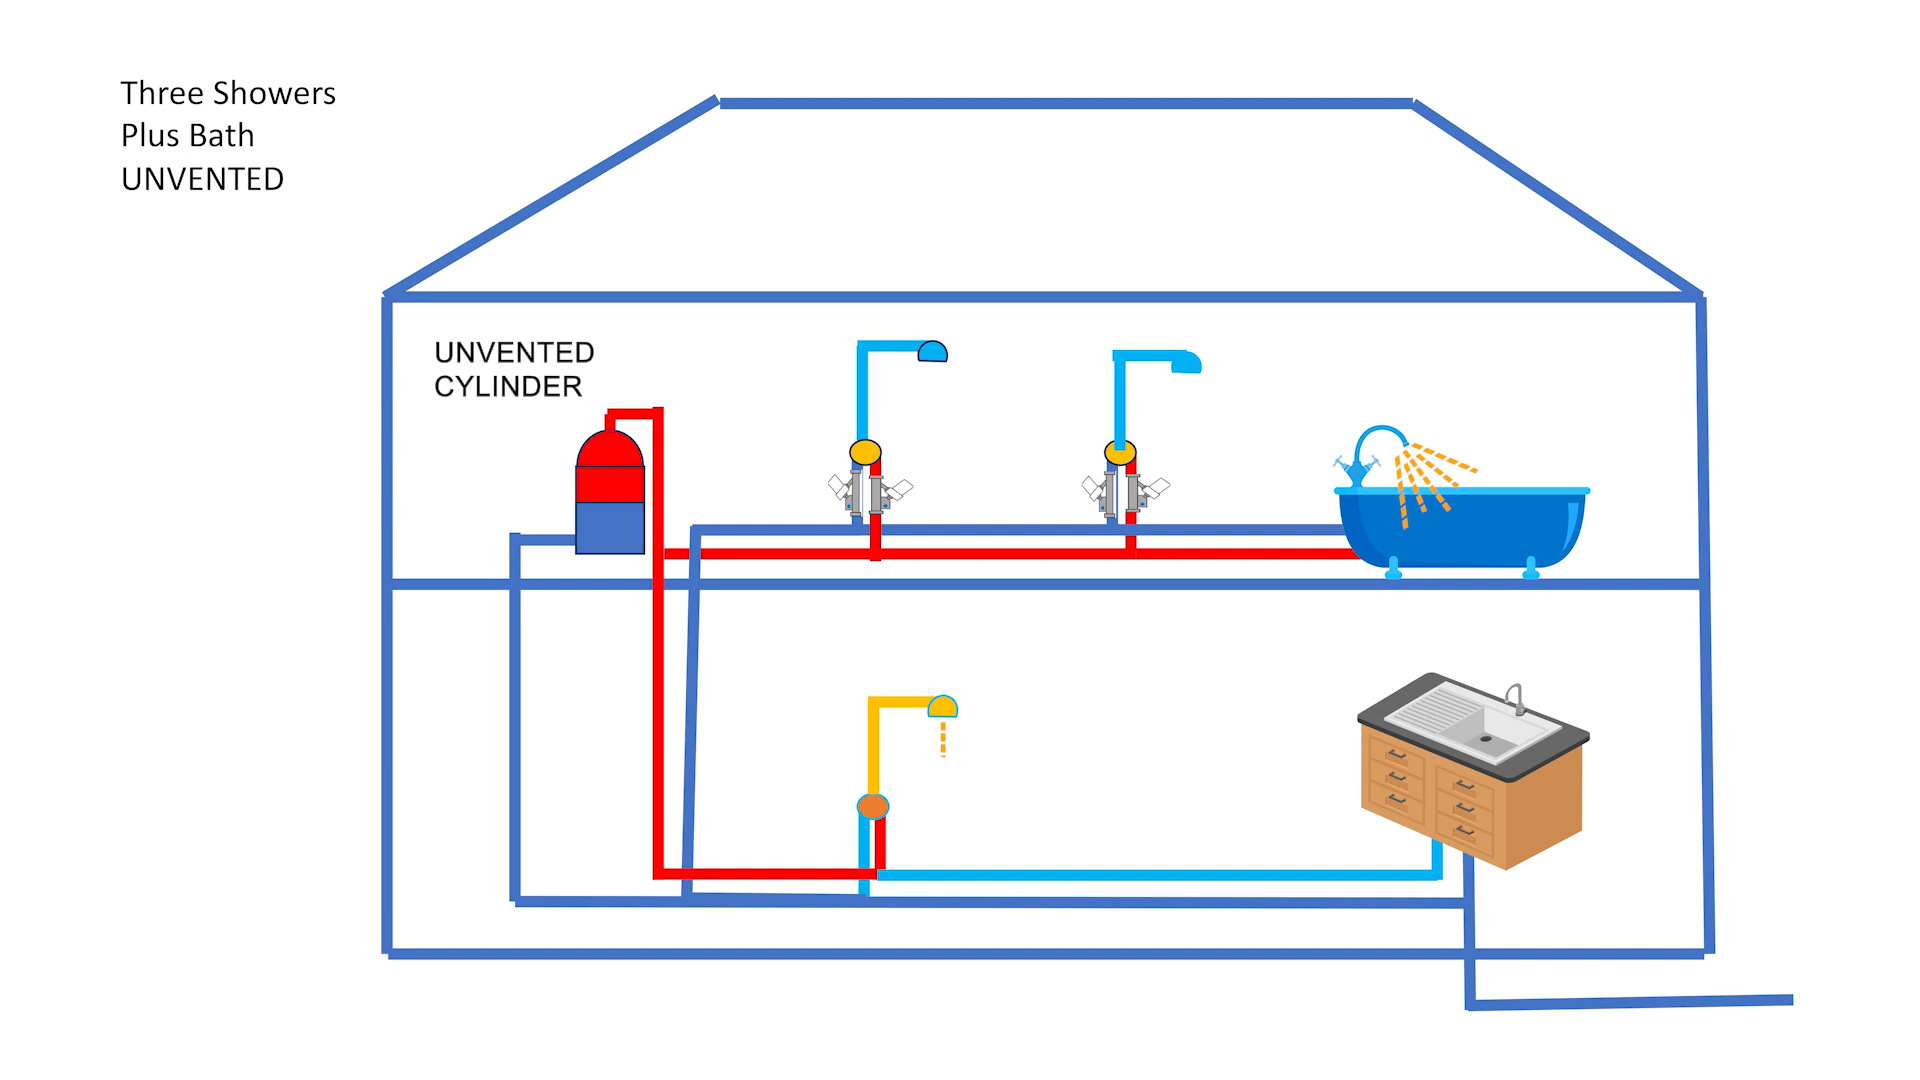 Three Showers
Plus Bath
UNVENTED
UNVENTED
CYLINDER